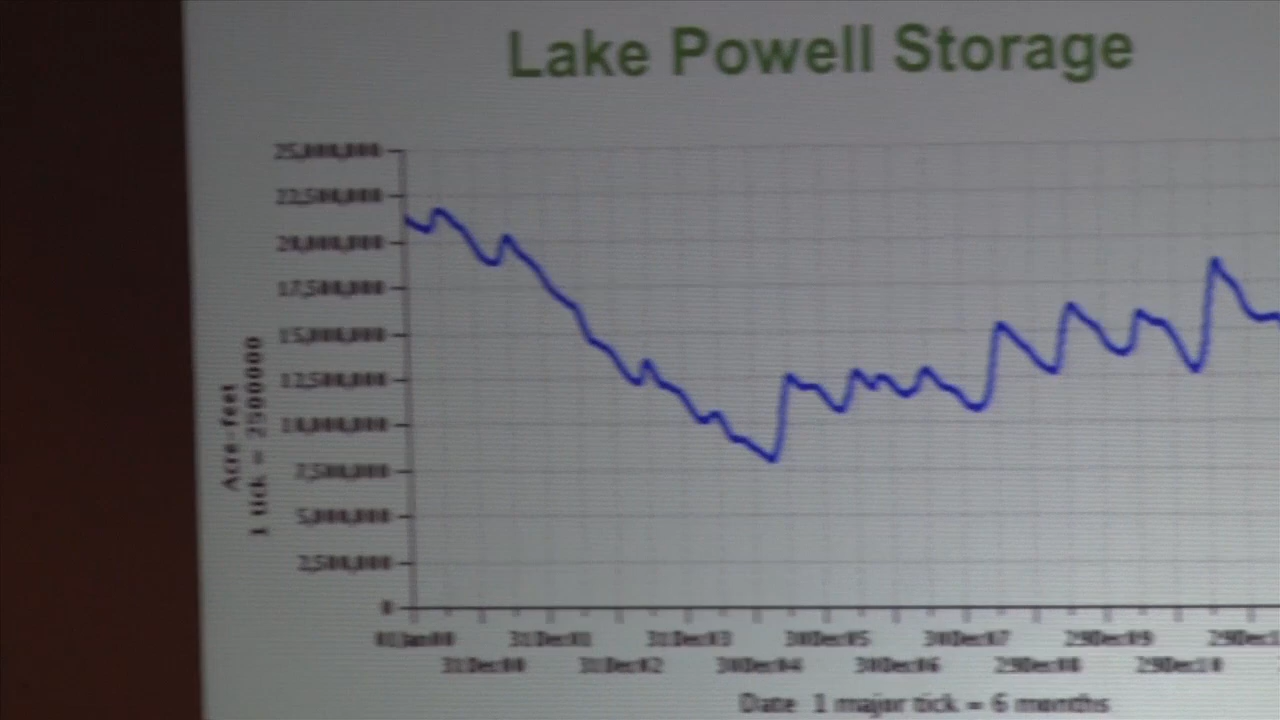 Lake Powell Storage
25,000,000
22,500,000
20,000,000
17,500,000
15,000,000
12,500,000
10,000,000
7,500,000
5,000,000
2,500,000
0
Acre-feet
1 tick = 2500000
01Jan00 31Dec01 31Dec03 30Dec05 30Dec07 29Dec09 29Dec1
31Dec00 31Dec02 30Dec04 30Dec06 29Dec08 29Dec10
Date 1 major tick = 6 months